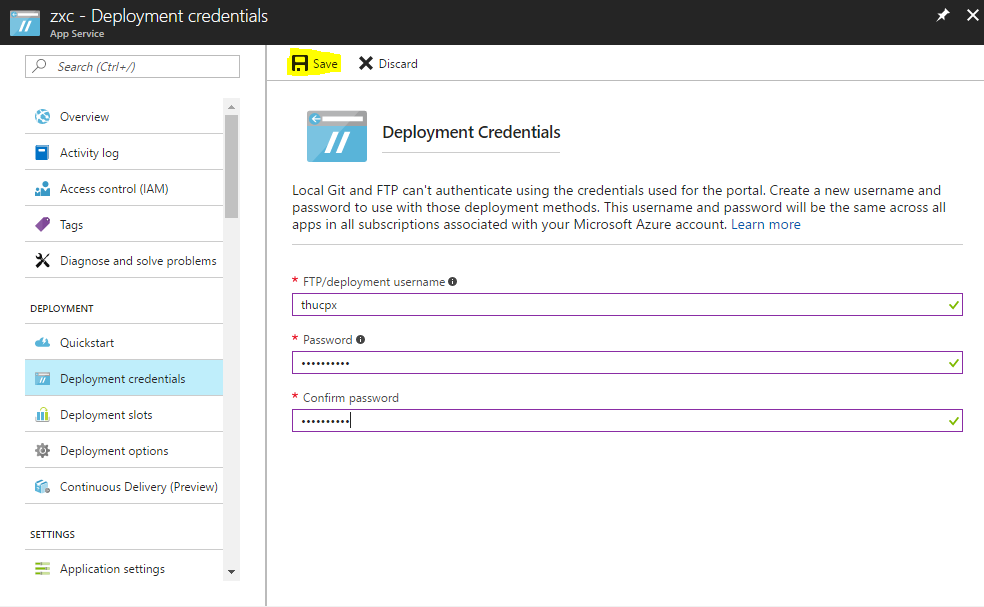 zxc - Deployment credentials
App Service
Search (Ctrl+/)
Overview
Activity log
Access control (IAM)
Tags
Diagnose and solve problems
DEPLOYMENT
Quickstart
Deployment credentials
Deployment slots
Deployment options
Continuous Delivery (Preview)
SETTINGS
Application settings
Save
Discard
Deployment Credentials
Local Git and FTP can't authenticate using the credentials used for the portal. Create a new username and
password to use with those deployment methods. This username and password will be the same across all
apps in all subscriptions associated with your Microsoft Azure account. Learn more
* FTP/deployment username
thucpx
* Password
••••••••••
* Confirm password
••••••••••